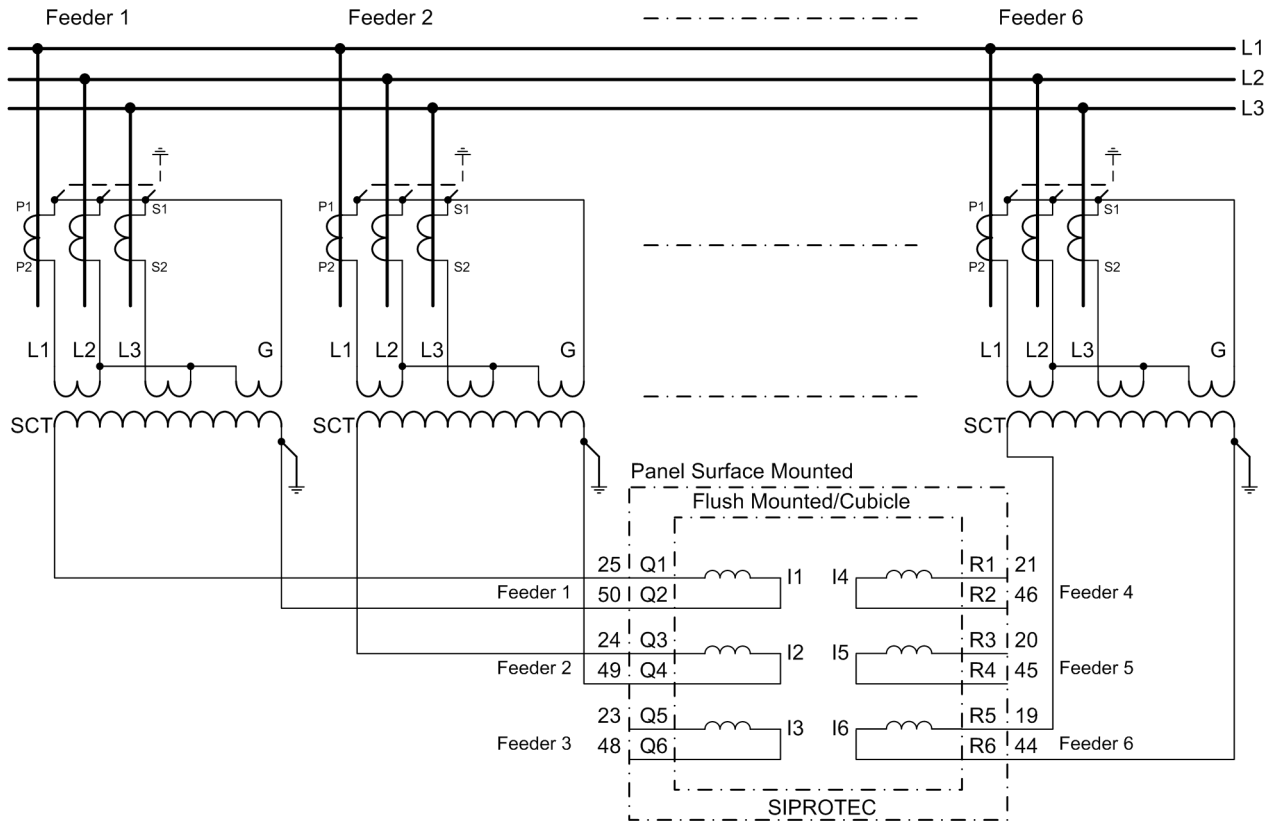 Feeder 1 Feeder 2 Feeder 6
L1
L2
L3
P1 S1 P1 S1 P1 S1
P2 S2 P2 S2 P2 S2
L1 L2 L3 G L1 L2 L3 G L1 L2 L3 G
SCT SCT SCT
Panel Surface Mounted
Flush Mounted/Cubicle
25 Q1 I1 I4 R1 21
Feeder 1 50 Q2 R2 46 Feeder 4
24 Q3 I2 I5 R3 20
Feeder 2 49 Q4 R4 45 Feeder 5
23 Q5 I3 I6 R5 19
Feeder 3 48 Q6 R6 44 Feeder 6
SIPROTEC